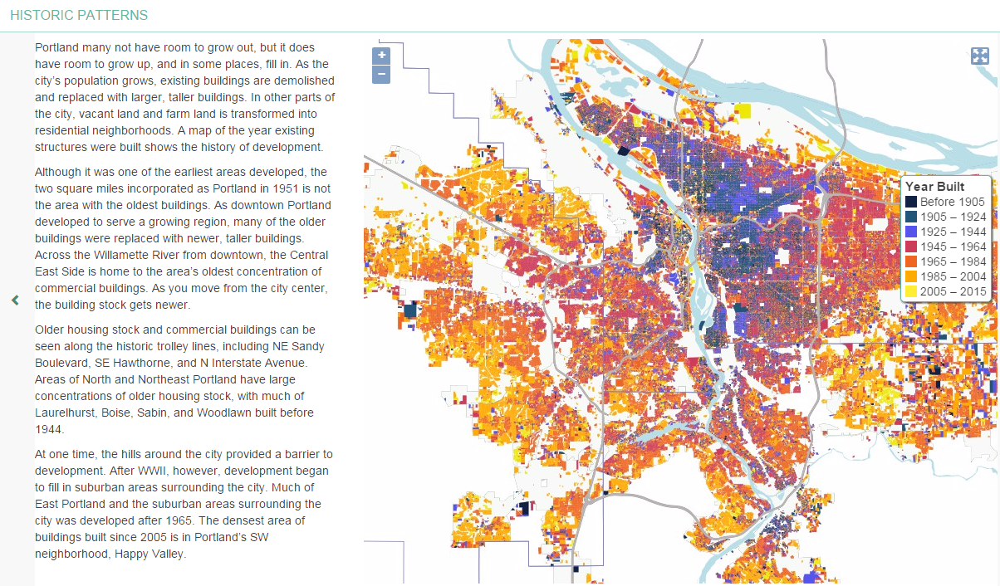 HISTORIC PATTERNS
Portland many not have room to grow out, but it does
have room to grow up, and in some places, fill in. As the
city's population grows, existing buildings are demolished
and replaced with larger, taller buildings. In other parts of
the city, vacant land and farm land is transformed into
residential neighborhoods. A map of the year existing
structures were built shows the history of development.
Although it was one of the earliest areas developed, the
two square miles incorporated as Portland in 1951 is not
the area with the oldest buildings. As downtown Portland
developed to serve a growing region, many of the older
buildings were replaced with newer, taller buildings.
Across the Willamette River from downtown, the Central
East Side is home to the area's oldest concentration of
commercial buildings. As you move from the city center,
the building stock gets newer.
Older housing stock and commercial buildings can be
seen along the historic trolley lines, including NE Sandy
Boulevard, SE Hawthorne, and N Interstate Avenue.
Areas of North and Northeast Portland have large
concentrations of older housing stock, with much of
Laurelhurst, Boise, Sabin, and Woodlawn built before
1944.
At one time, the hills around the city provided a barrier to
development. After WWII, however, development began
to fill in suburban areas surrounding the city. Much of
East Portland and the suburban areas surrounding the
city was developed after 1965. The densest area of
buildings built since 2005 is in Portland's SW
neighborhood, Happy Valley.
+
−
Year Built
Before 1905
1905 – 1924
1925 – 1944
1945 – 1964
1965 – 1984
1985 – 2004
2005 – 2015